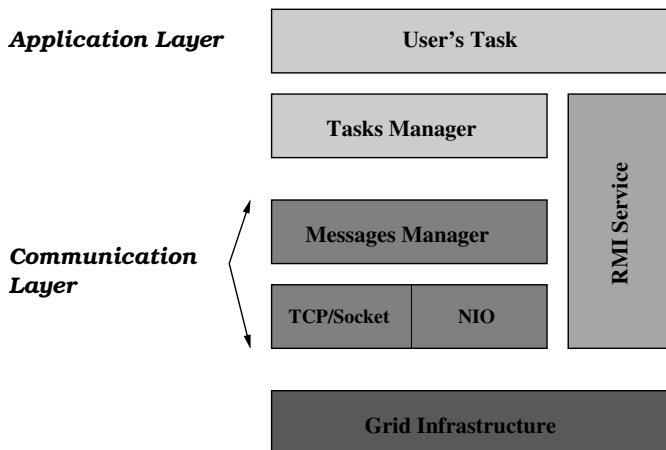 Application Layer
User's Task
Tasks Manager
RMI Service
Messages Manager
Communication
Layer
TCP/Socket
NIO
Grid Infrastructure